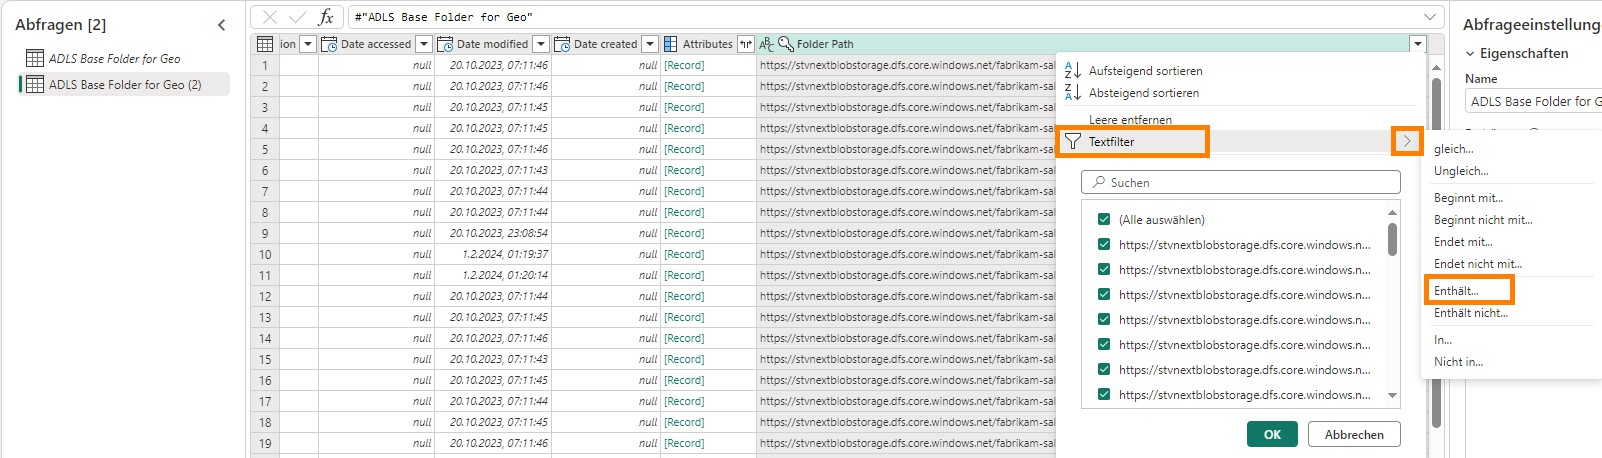 Abfragen [2]
ADLS Base Folder for Geo
ADLS Base Folder for Geo (2)
fx #"ADLS Base Folder for Geo"
ion Date accessed Date modified Date created Attributes ABC Folder Path
1 null 20.10.2023, 07:11:46 null [Record] https://stvnextblobstorage.dfs.core.windows.net/fabrikam-sal
2 null 20.10.2023, 07:11:46 null [Record] https://stvnextblobstorage.dfs.core.windows.net/fabrikam-sal
3 null 20.10.2023, 07:11:45 null [Record] https://stvnextblobstorage.dfs.core.windows.net/fabrikam-sal
4 null 20.10.2023, 07:11:45 null [Record] https://stvnextblobstorage.dfs.core.windows.net/fabrikam-sal
5 null 20.10.2023, 07:11:46 null [Record] https://stvnextblobstorage.dfs.core.windows.net/fabrikam-sal
6 null 20.10.2023, 07:11:43 null [Record] https://stvnextblobstorage.dfs.core.windows.net/fabrikam-sal
7 null 20.10.2023, 07:11:44 null [Record] https://stvnextblobstorage.dfs.core.windows.net/fabrikam-sal
8 null 20.10.2023, 07:11:44 null [Record] https://stvnextblobstorage.dfs.core.windows.net/fabrikam-sal
9 null 20.10.2023, 23:08:54 null [Record] https://stvnextblobstorage.dfs.core.windows.net/fabrikam-sal
10 null 1.2.2024, 01:19:37 null [Record] https://stvnextblobstorage.dfs.core.windows.net/fabrikam-sal
11 null 1.2.2024, 01:20:14 null [Record] https://stvnextblobstorage.dfs.core.windows.net/fabrikam-sal
12 null 20.10.2023, 07:11:44 null [Record] https://stvnextblobstorage.dfs.core.windows.net/fabrikam-sal
13 null 20.10.2023, 07:11:45 null [Record] https://stvnextblobstorage.dfs.core.windows.net/fabrikam-sal
14 null 20.10.2023, 07:11:45 null [Record] https://stvnextblobstorage.dfs.core.windows.net/fabrikam-sal
15 null 20.10.2023, 07:11:43 null [Record] https://stvnextblobstorage.dfs.core.windows.net/fabrikam-sal
16 null 20.10.2023, 07:11:45 null [Record] https://stvnextblobstorage.dfs.core.windows.net/fabrikam-sal
17 null 20.10.2023, 07:11:44 null [Record] https://stvnextblobstorage.dfs.core.windows.net/fabrikam-sal
18 null 20.10.2023, 07:11:45 null [Record] https://stvnextblobstorage.dfs.core.windows.net/fabrikam-sal
19 null 20.10.2023, 07:11:46 null [Record] https://stvnextblobstorage.dfs.core.windows.net/fabrikam-sal
Aufsteigend sortieren
Absteigend sortieren
Leere entfernen
Textfilter
Suchen
(Alle auswählen)
https://stvnextblobstorage.dfs.core.windows.n...
https://stvnextblobstorage.dfs.core.windows.n...
https://stvnextblobstorage.dfs.core.windows.n...
https://stvnextblobstorage.dfs.core.windows.n...
https://stvnextblobstorage.dfs.core.windows.n...
https://stvnextblobstorage.dfs.core.windows.n...
https://stvnextblobstorage.dfs.core.windows.n...
OK Abbrechen
gleich...
Ungleich...
Beginnt mit...
Beginnt nicht mit...
Endet mit...
Endet nicht mit...
Enthält...
Enthält nicht...
In...
Nicht in...
Abfrageeinstellung
Eigenschaften
Name
ADLS Base Folder for G